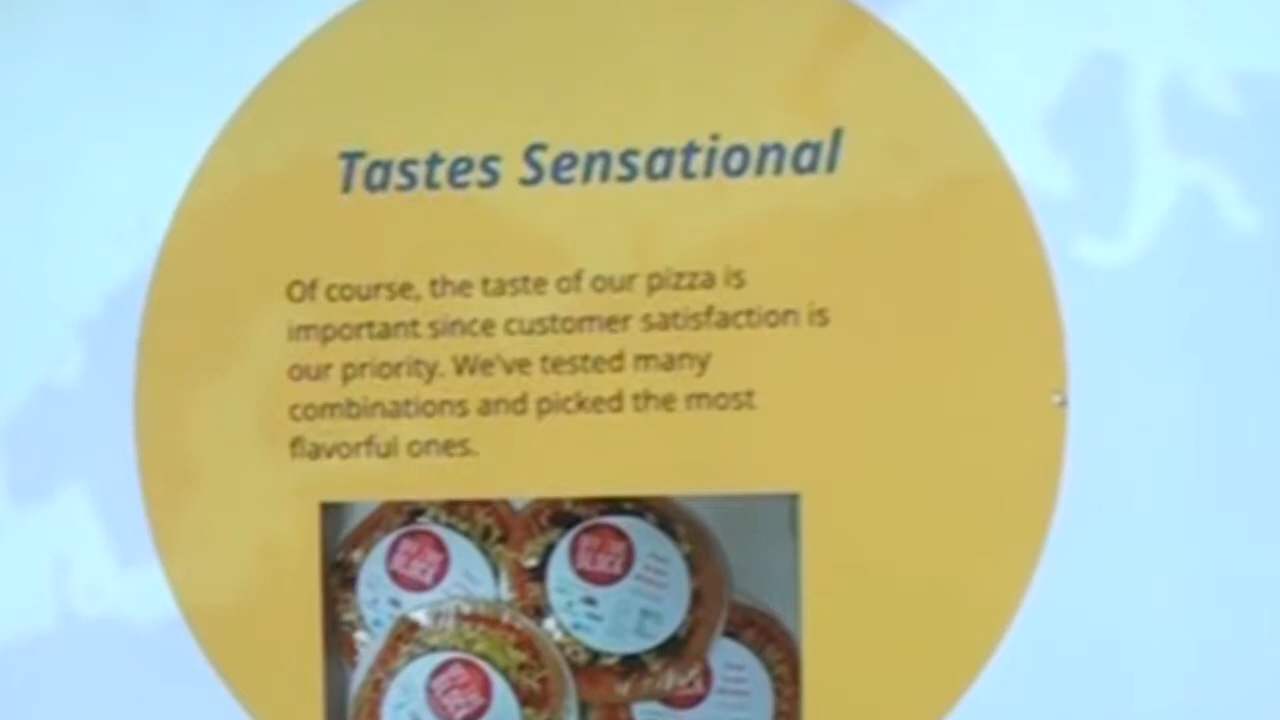 Tastes Sensational
Of course, the taste of our pizza is
important since customer satisfaction is
our priority. We've tested many
combinations and picked the most
flavorful ones.